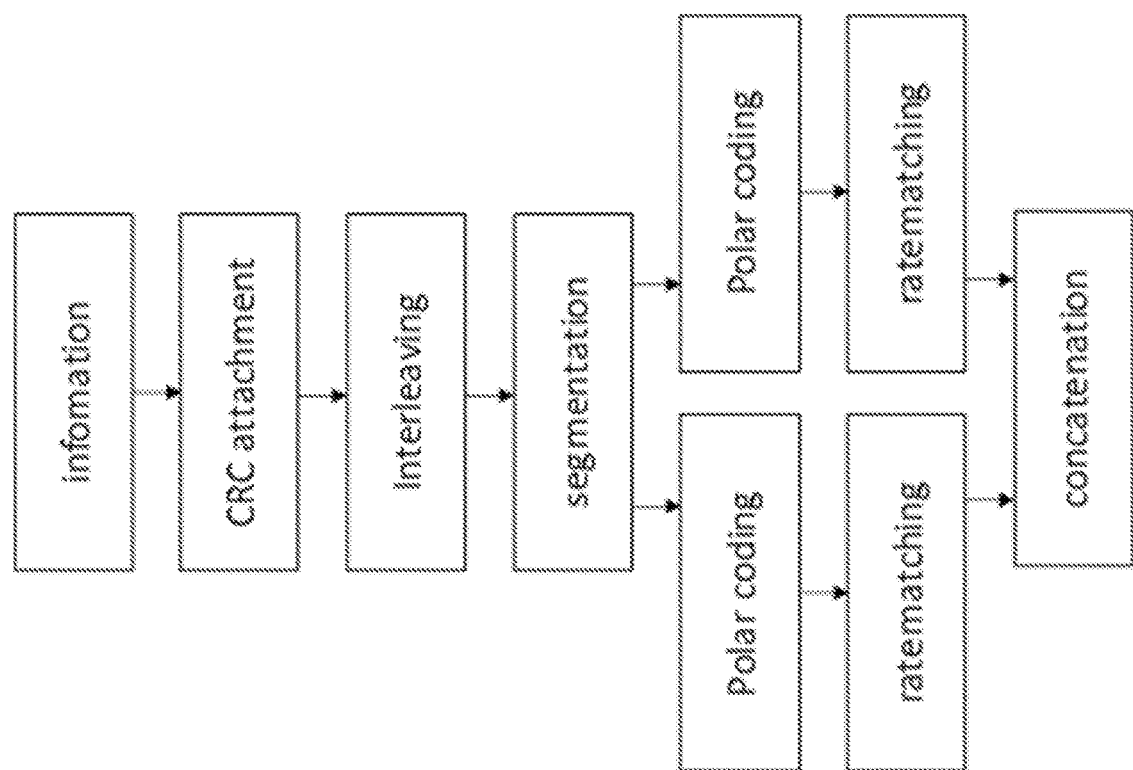 infomation
CRC attachment
Interleaving
segmentation
Polar coding
Polar coding
ratematching
ratematching
concatenation